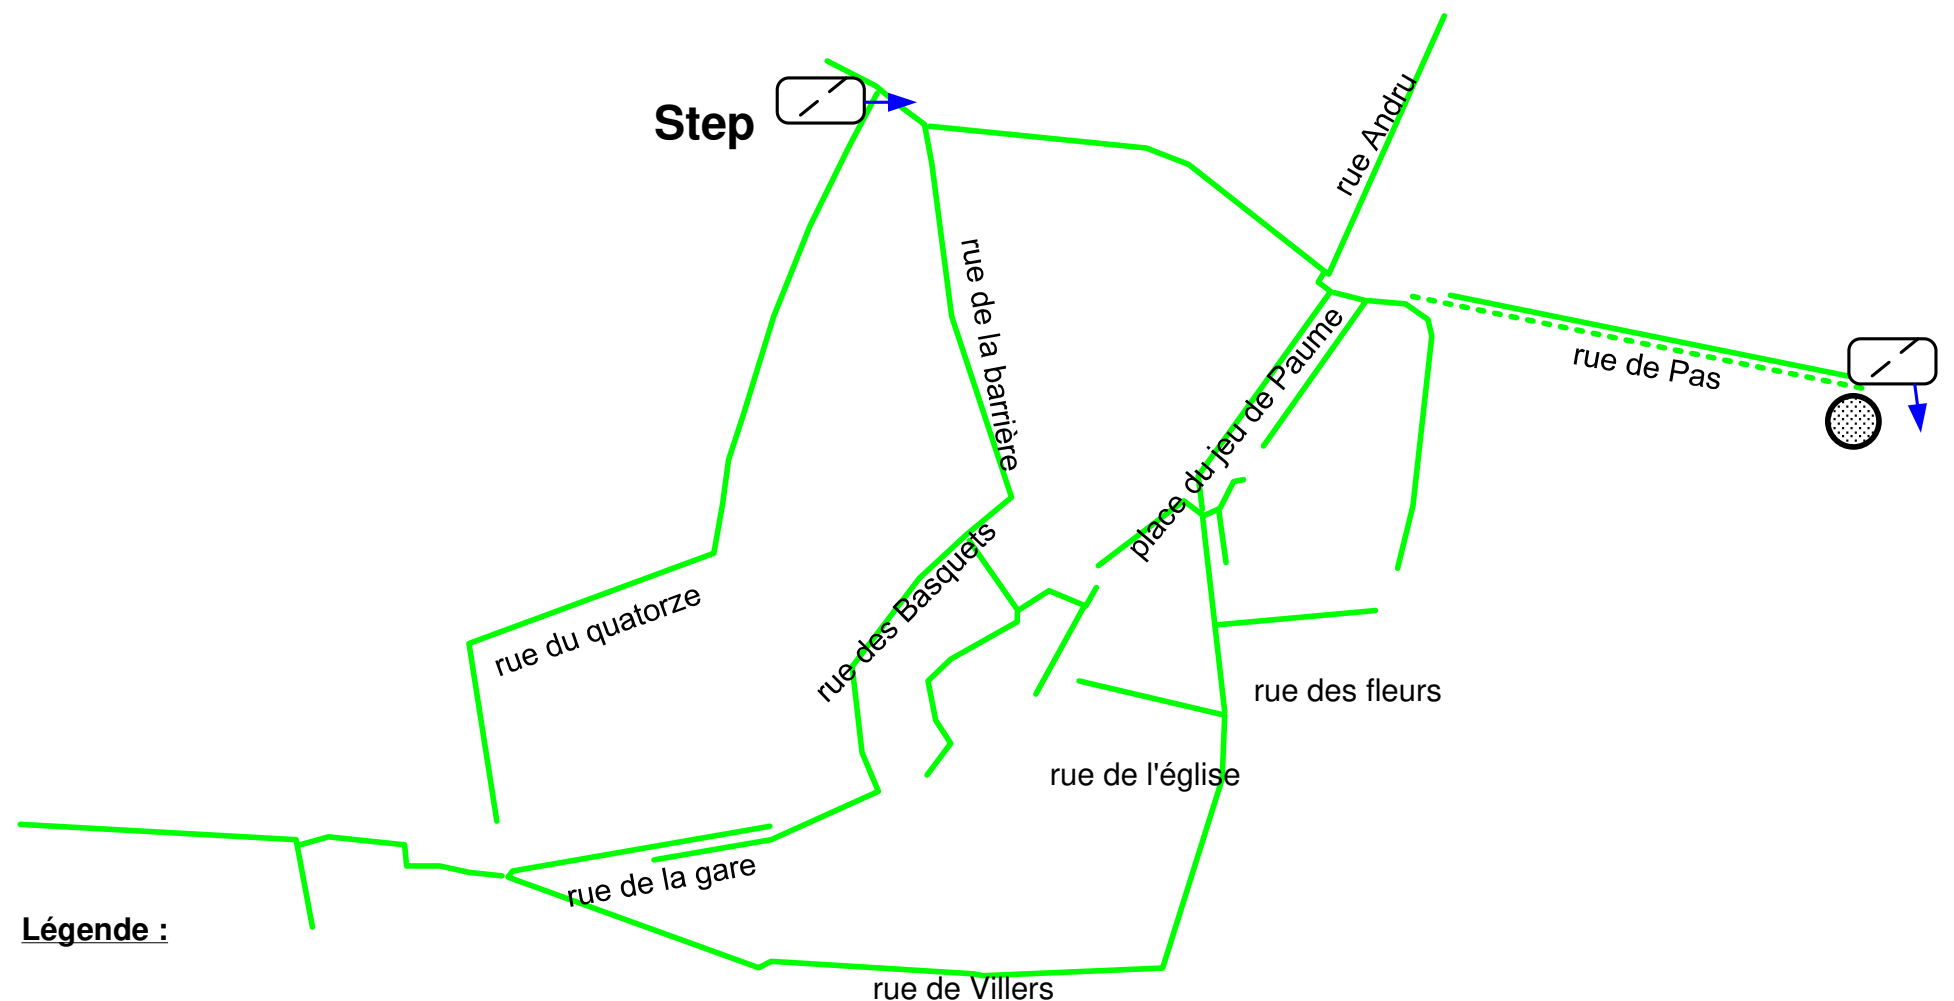 Step
rue Andru
rue de la barrière
rue de Pas
place du jeu de Paume
rue du quatorze
rue des Basquets
rue des fleurs
rue de l'église
rue de la gare
Légende :
rue de Villers